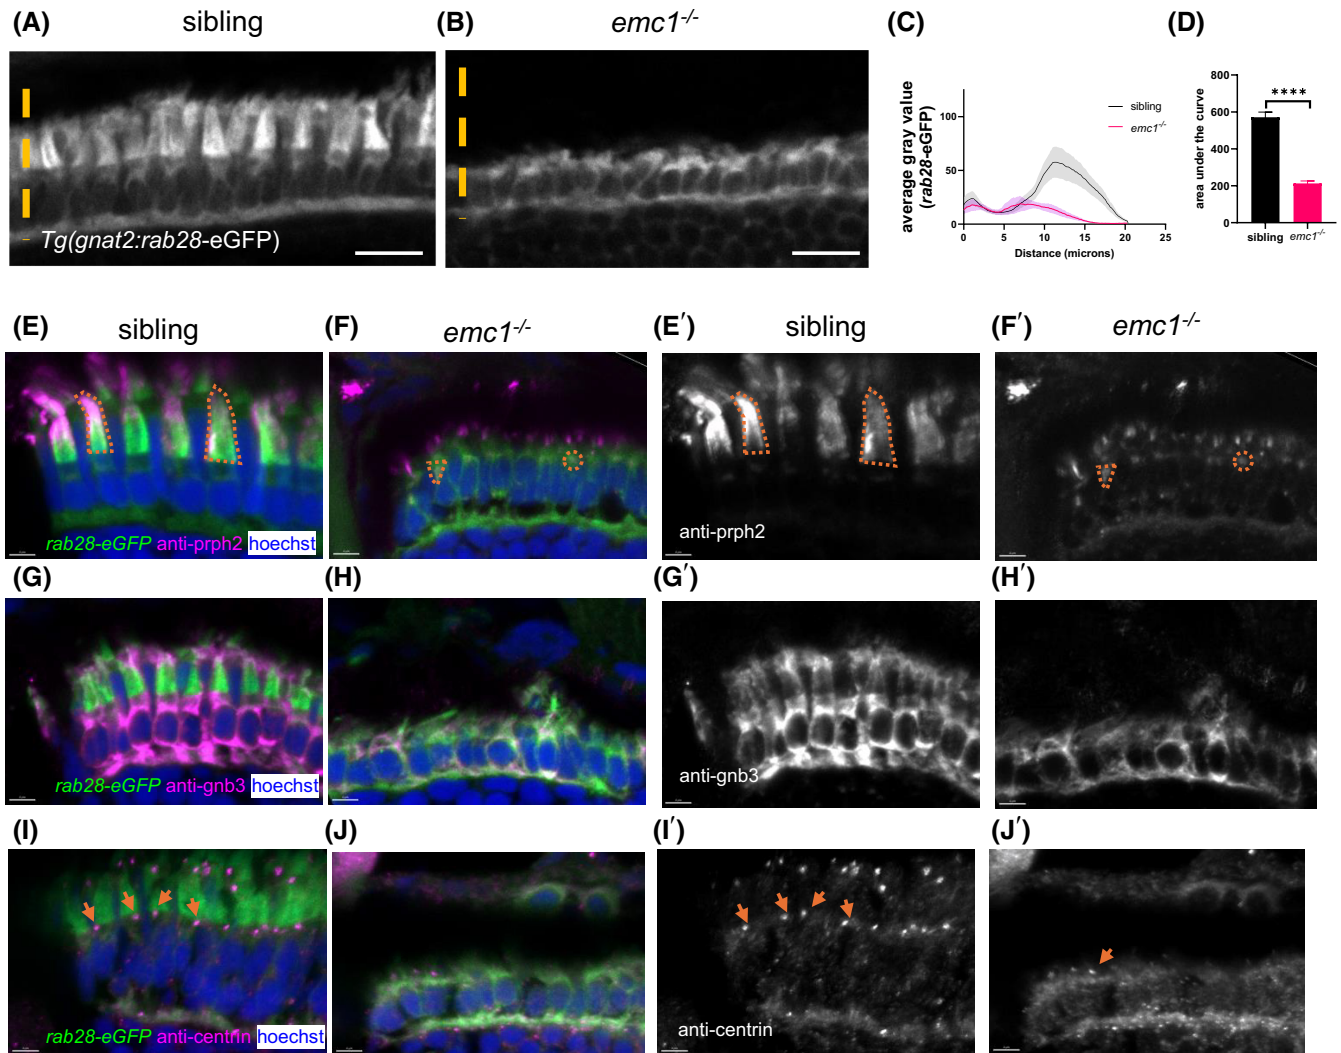 (A) sibling
(B) emc1-/-
(C)
(D)
Tg(gnat2:rab28-eGFP)
average gray value
(rab28-eGFP)
100
50
0
0 5 10 15 20 25
Distance (microns)
sibling
emc1-/-
area under the curve
800
600
400
200
0
****
sibling emc1-/-
(E) sibling
(F) emc1-/-
(E′) sibling
(F′) emc1-/-
rab28-eGFP anti-prph2 hoechst
anti-prph2
(G)
(H)
(G′)
(H′)
rab28-eGFP anti-gnb3 hoechst
anti-gnb3
(I)
(J)
(I′)
(J′)
rab28-eGFP anti-centrin hoechst
anti-centrin